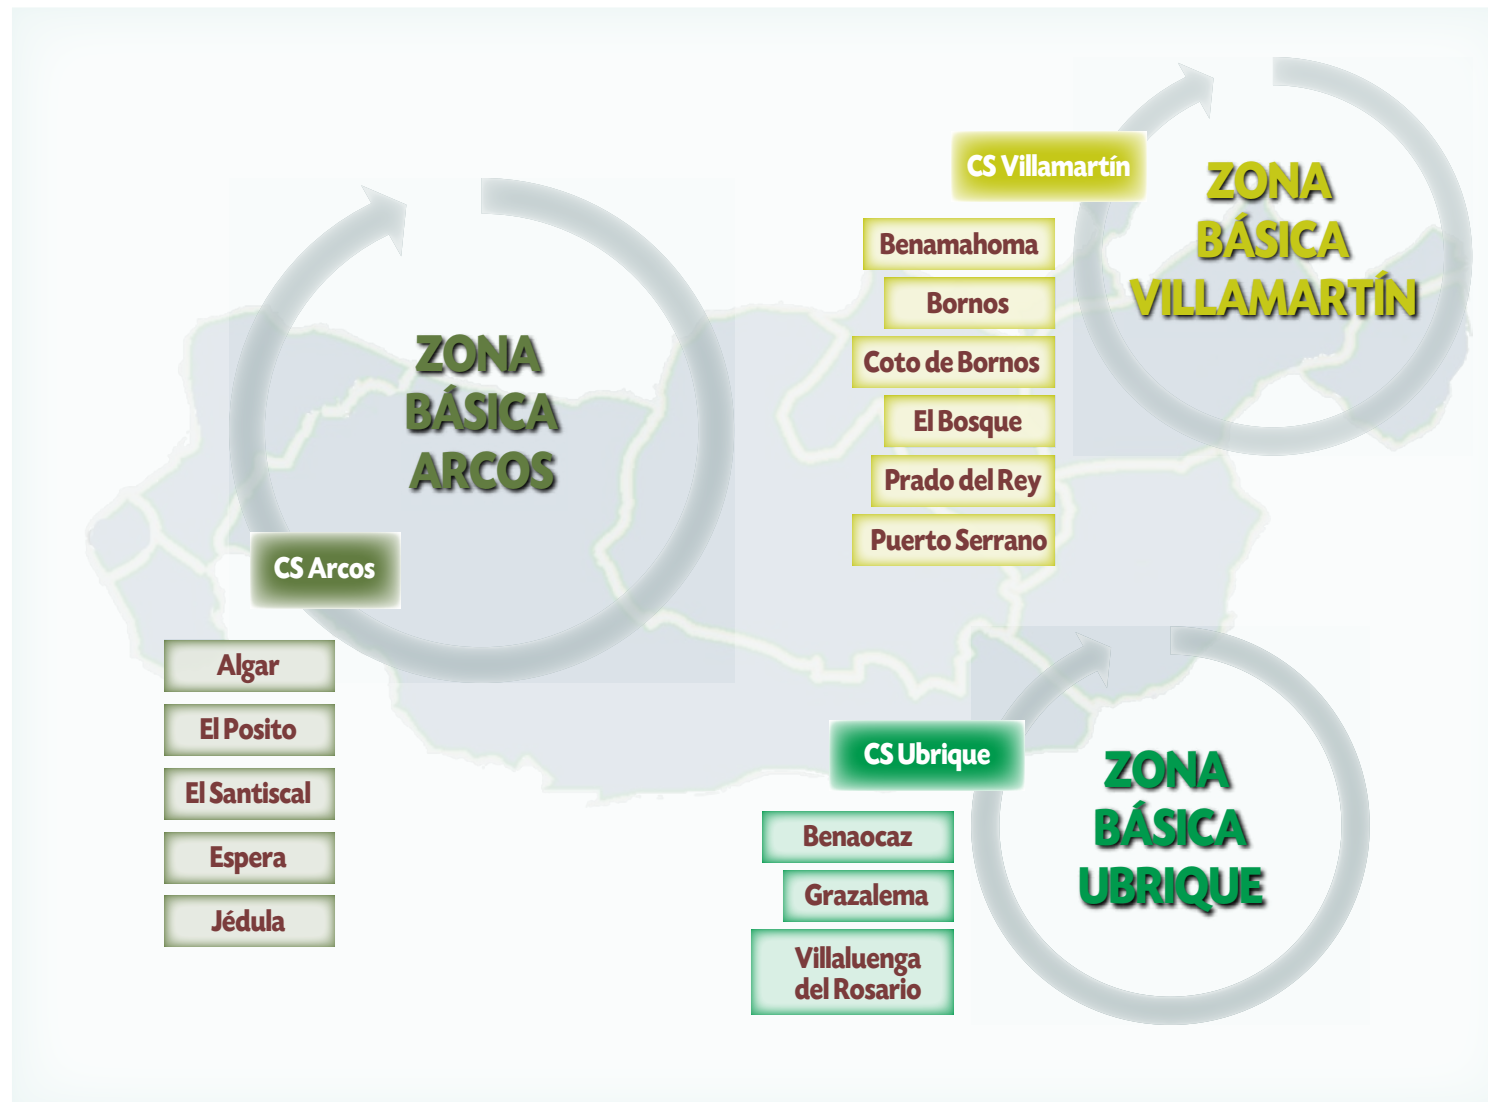 ZONA
BÁSICA
ARCOS
CS Arcos
Algar
El Posito
El Santiscal
Espera
Jédula
CS Villamartín
ZONA
BÁSICA
VILLAMARTÍN
Benamahoma
Bornos
Coto de Bornos
El Bosque
Prado del Rey
Puerto Serrano
CS Ubrique
ZONA
BÁSICA
UBRIQUE
Benaocaz
Grazalema
Villaluenga
del Rosario